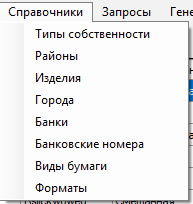 Справочники Запросы
Типы собственности
Районы
Изделия
Города
Банки
Банковские номера
Виды бумаги
Форматы